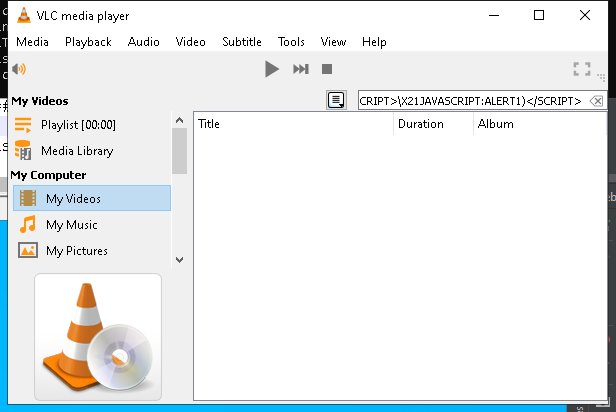 VLC media player
Media Playback Audio Video Subtitle Tools View Help
My Videos
CRIPT>\X21JAVASCRIPT:ALERT1)</SCRIPT>
Playlist [00:00]
Media Library
My Computer
My Videos
My Music
My Pictures
Title Duration Album